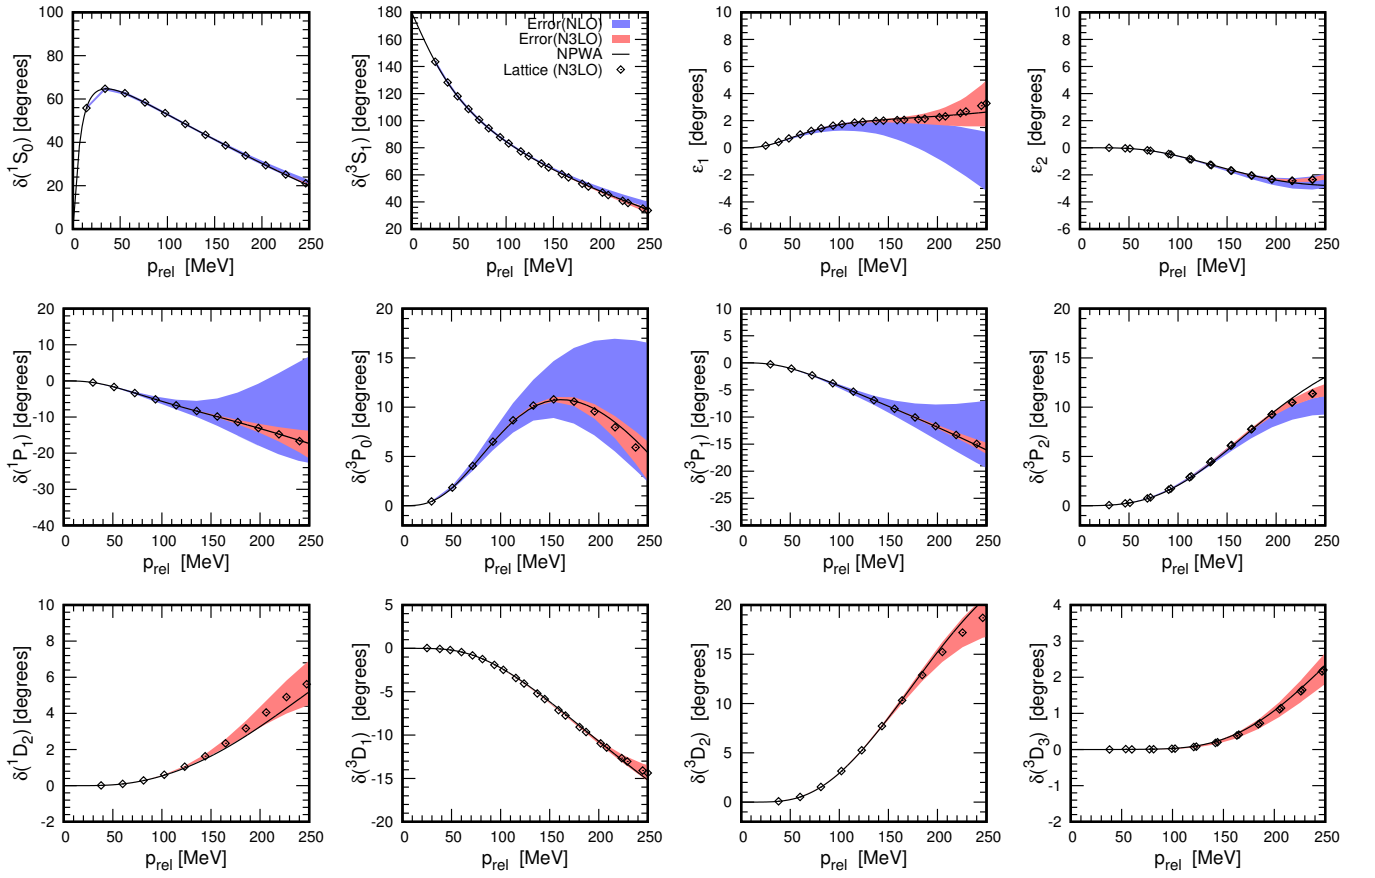 100
80
60
40
20
0
0 50 100 150 200 250
δ(¹S₀) [degrees]
p_rel [MeV]
180
160
140
120
100
80
60
40
20
0 50 100 150 200 250
δ(³S₁) [degrees]
p_rel [MeV]
Error(NLO)
Error(N3LO)
NPWA
Lattice (N3LO)
10
8
6
4
2
0
-2
-4
-6
0 50 100 150 200 250
ε₁ [degrees]
p_rel [MeV]
10
8
6
4
2
0
-2
-4
-6
0 50 100 150 200 250
ε₂ [degrees]
p_rel [MeV]
20
10
0
-10
-20
-30
-40
0 50 100 150 200 250
δ(¹P₁) [degrees]
p_rel [MeV]
20
15
10
5
0
0 50 100 150 200 250
δ(³P₀) [degrees]
p_rel [MeV]
10
5
0
-5
-10
-15
-20
-25
-30
0 50 100 150 200 250
δ(³P₁) [degrees]
p_rel [MeV]
20
15
10
5
0
0 50 100 150 200 250
δ(³P₂) [degrees]
p_rel [MeV]
10
8
6
4
2
0
-2
0 50 100 150 200 250
δ(¹D₂) [degrees]
p_rel [MeV]
5
0
-5
-10
-15
-20
0 50 100 150 200 250
δ(³D₁) [degrees]
p_rel [MeV]
20
15
10
5
0
0 50 100 150 200 250
δ(³D₂) [degrees]
p_rel [MeV]
4
3
2
1
0
-1
-2
0 50 100 150 200 250
δ(³D₃) [degrees]
p_rel [MeV]